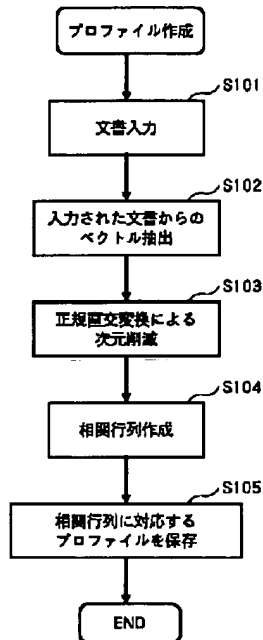 プロファイル作成
S101
文書入力
S102
入力された文書からの
ベクトル抽出
S103
正規直交変換による
次元削減
S104
相関行列作成
S105
相関行列に対応する
プロファイルを保存
END